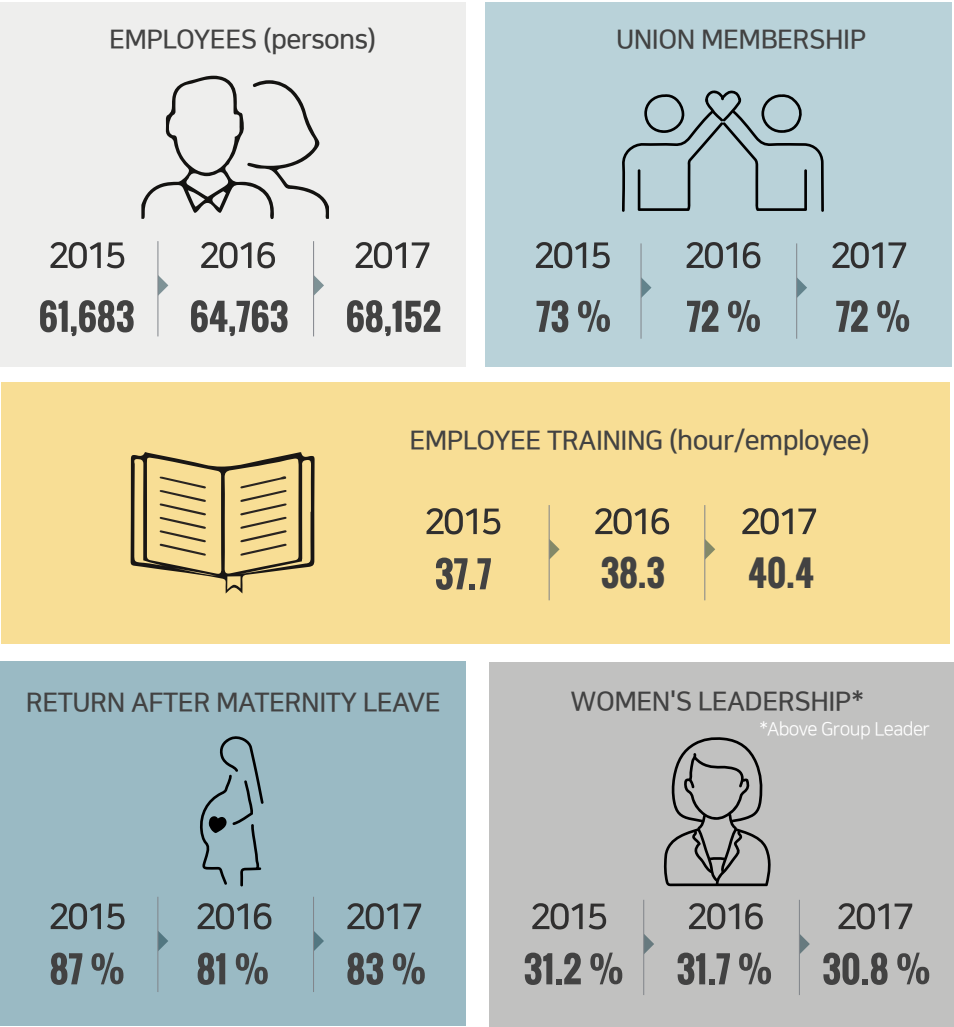 EMPLOYEES (persons)
2015 2016 2017
61,683 64,763 68,152
UNION MEMBERSHIP
2015 2016 2017
73 % 72 % 72 %
EMPLOYEE TRAINING (hour/employee)
2015 2016 2017
37.7 38.3 40.4
RETURN AFTER MATERNITY LEAVE
2015 2016 2017
87 % 81 % 83 %
WOMEN'S LEADERSHIP*
*Above Group Leader
2015 2016 2017
31.2 % 31.7 % 30.8 %